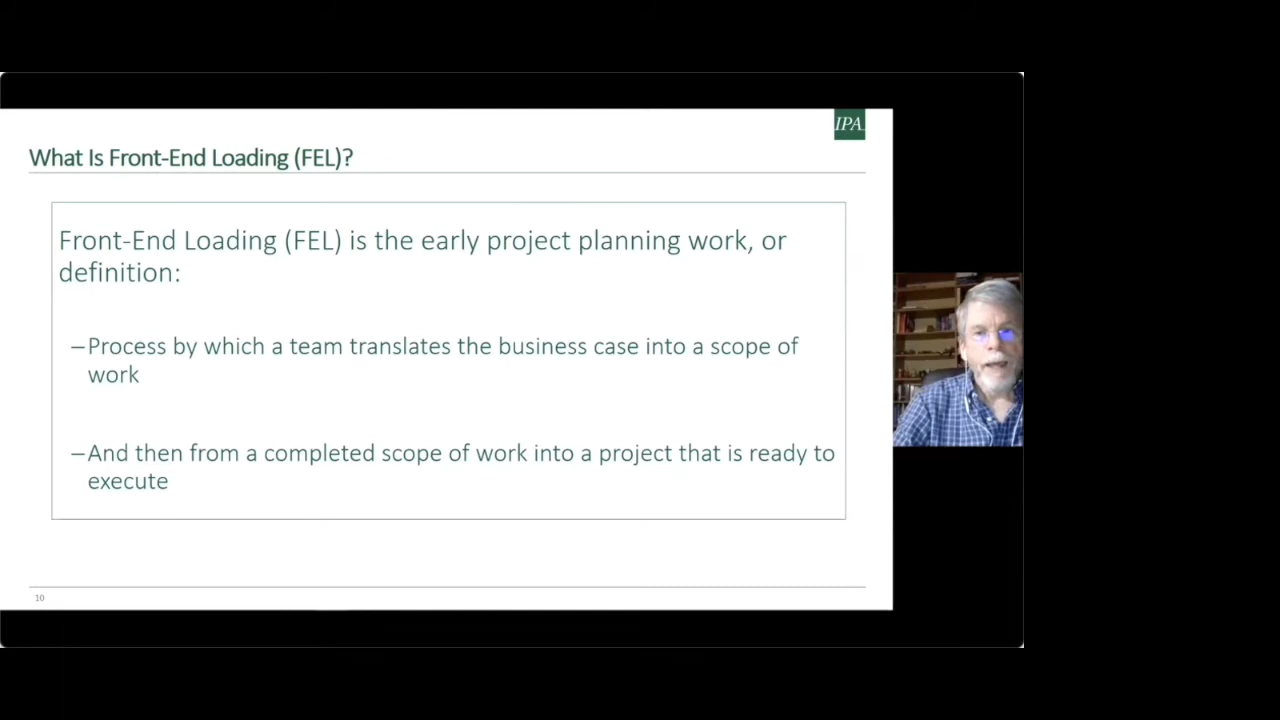 IPA
What Is Front-End Loading (FEL)?
Front-End Loading (FEL) is the early project planning work, or
definition:
–Process by which a team translates the business case into a scope of
work
–And then from a completed scope of work into a project that is ready to
execute
10